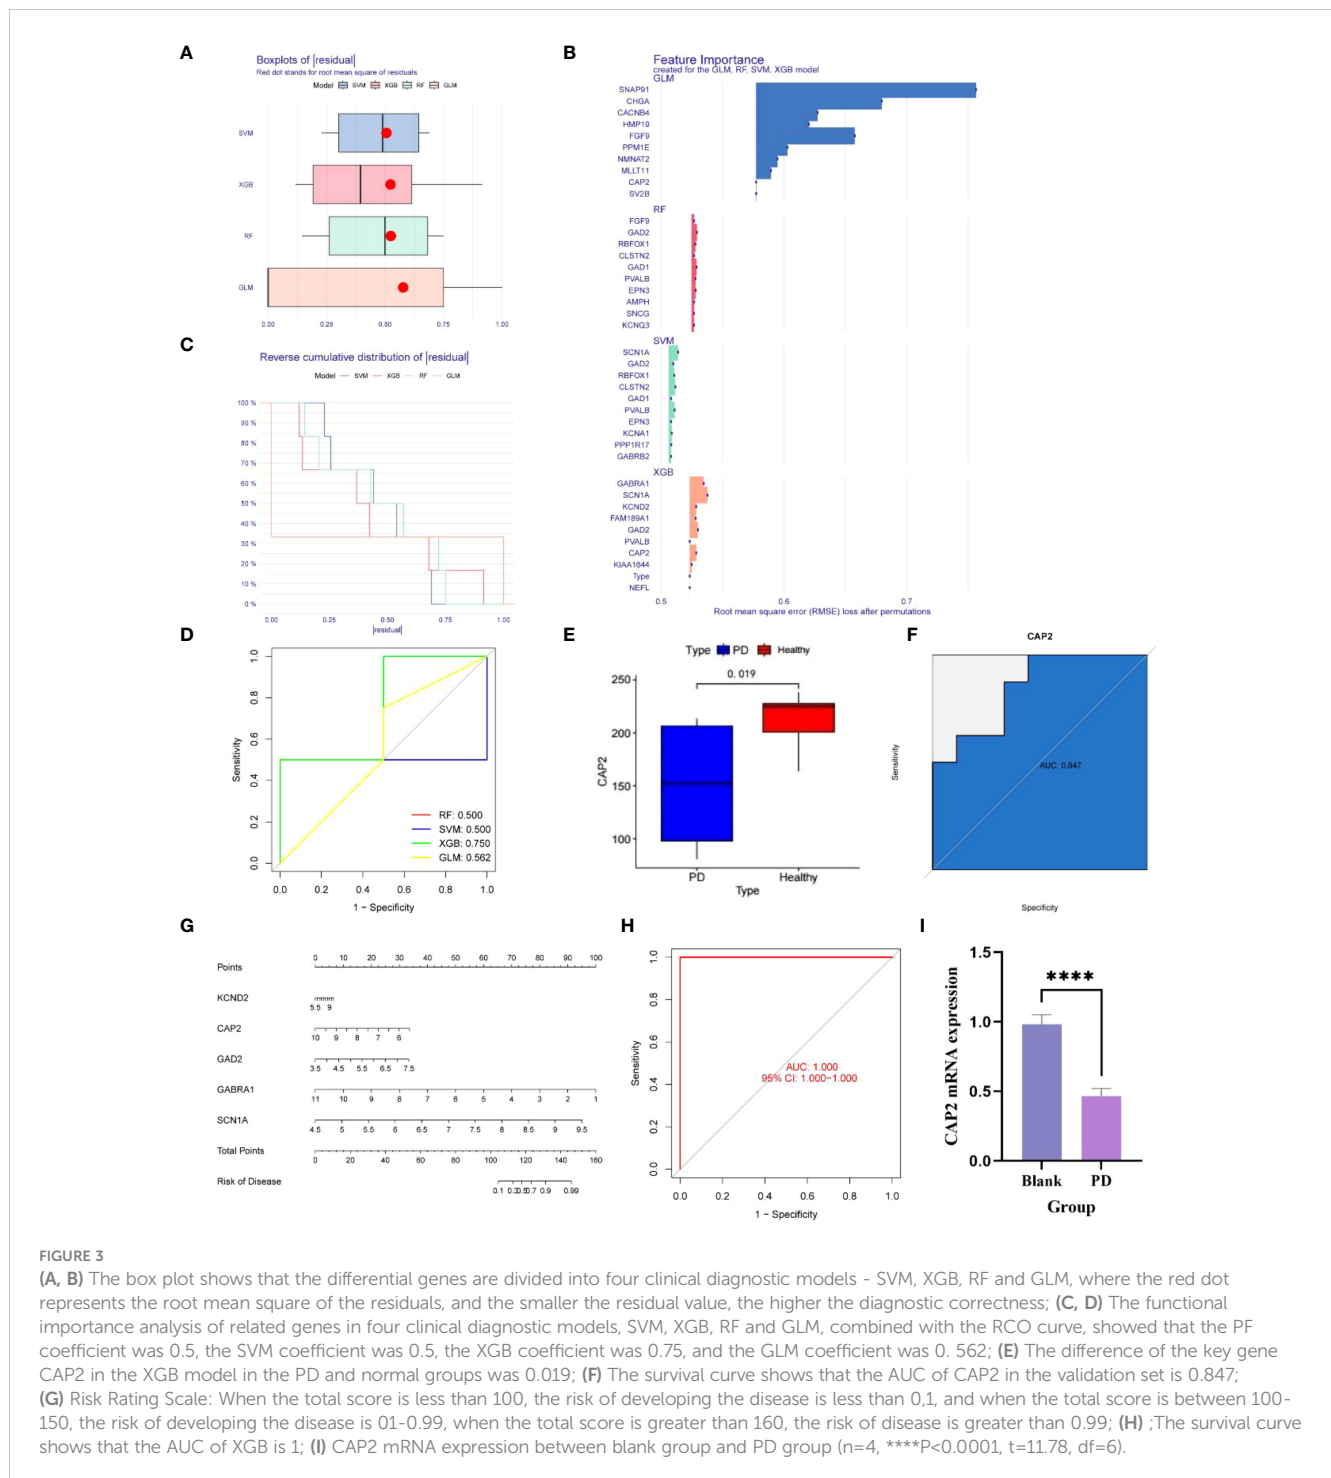 A
Boxplots of |residual|
Red dot stands for root mean square of residuals
Model SVM XGB RF GLM
SVM
XGB
RF
GLM
0.00 0.25 0.50 0.75 1.00
B
Feature Importance
created for the GLM, RF, SVM, XGB model
GLM
SNAP91
CHGA
CACNB4
HMP19
FGF9
PPM1E
NMNAT2
MLLT11
CAP2
SV2B
RF
FGF9
GAD2
RBFOX1
CLSTN2
GAD1
PVALB
EPN3
AMPH
SNCG
KCNQ3
SVM
SCN1A
GAD2
RBFOX1
CLSTN2
GAD1
PVALB
EPN3
KCNA1
PPP1R17
GABRB2
XGB
GABRA1
SCN1A
KCND2
FAM189A1
GAD2
PVALB
CAP2
KIAA1644
Type
NEFL
0.5 0.6 0.7
Root mean square error (RMSE) loss after permutations
C
Reverse cumulative distribution of |residual|
Model SVM XGB RF GLM
100 %
90 %
80 %
70 %
60 %
50 %
40 %
30 %
20 %
10 %
0 %
0.00 0.25 0.50 0.75 1.00
|residual|
D
Sensitivity
1.0
0.8
0.6
0.4
0.2
0.0
RF: 0.500
SVM: 0.500
XGB: 0.750
GLM: 0.562
0.0 0.2 0.4 0.6 0.8 1.0
1 − Specificity
E
Type PD Healthy
0. 019
CAP2
250
200
150
100
PD Healthy
Type
F
CAP2
Sensitivity
AUC: 0.847
Specificity
G
Points
0 10 20 30 40 50 60 70 80 90 100
KCND2
5.5 9
CAP2
10 9 8 7 6
GAD2
3.5 4.5 5.5 6.5 7.5
GABRA1
11 10 9 8 7 6 5 4 3 2 1
SCN1A
4.5 5 5.5 6 6.5 7 7.5 8 8.5 9 9.5
Total Points
0 20 40 60 80 100 120 140 160
Risk of Disease
0.1 0.3 0.5 0.7 0.9 0.99
H
Sensitivity
1.0
0.8
0.6
0.4
0.2
0.0
AUC: 1.000
95% CI: 1.000−1.000
0.0 0.2 0.4 0.6 0.8 1.0
1 − Specificity
I
CAP2 mRNA expression
1.5
1.0
0.5
0.0
****
Blank PD
Group
FIGURE 3
(A, B) The box plot shows that the differential genes are divided into four clinical diagnostic models - SVM, XGB, RF and GLM, where the red dot
represents the root mean square of the residuals, and the smaller the residual value, the higher the diagnostic correctness; (C, D) The functional
importance analysis of related genes in four clinical diagnostic models, SVM, XGB, RF and GLM, combined with the RCO curve, showed that the PF
coefficient was 0.5, the SVM coefficient was 0.5, the XGB coefficient was 0.75, and the GLM coefficient was 0. 562; (E) The difference of the key gene
CAP2 in the XGB model in the PD and normal groups was 0.019; (F) The survival curve shows that the AUC of CAP2 in the validation set is 0.847;
(G) Risk Rating Scale: When the total score is less than 100, the risk of developing the disease is less than 0,1, and when the total score is between 100-
150, the risk of developing the disease is 01-0.99, when the total score is greater than 160, the risk of disease is greater than 0.99; (H) ;The survival curve
shows that the AUC of XGB is 1; (I) CAP2 mRNA expression between blank group and PD group (n=4, ****P<0.0001, t=11.78, df=6).